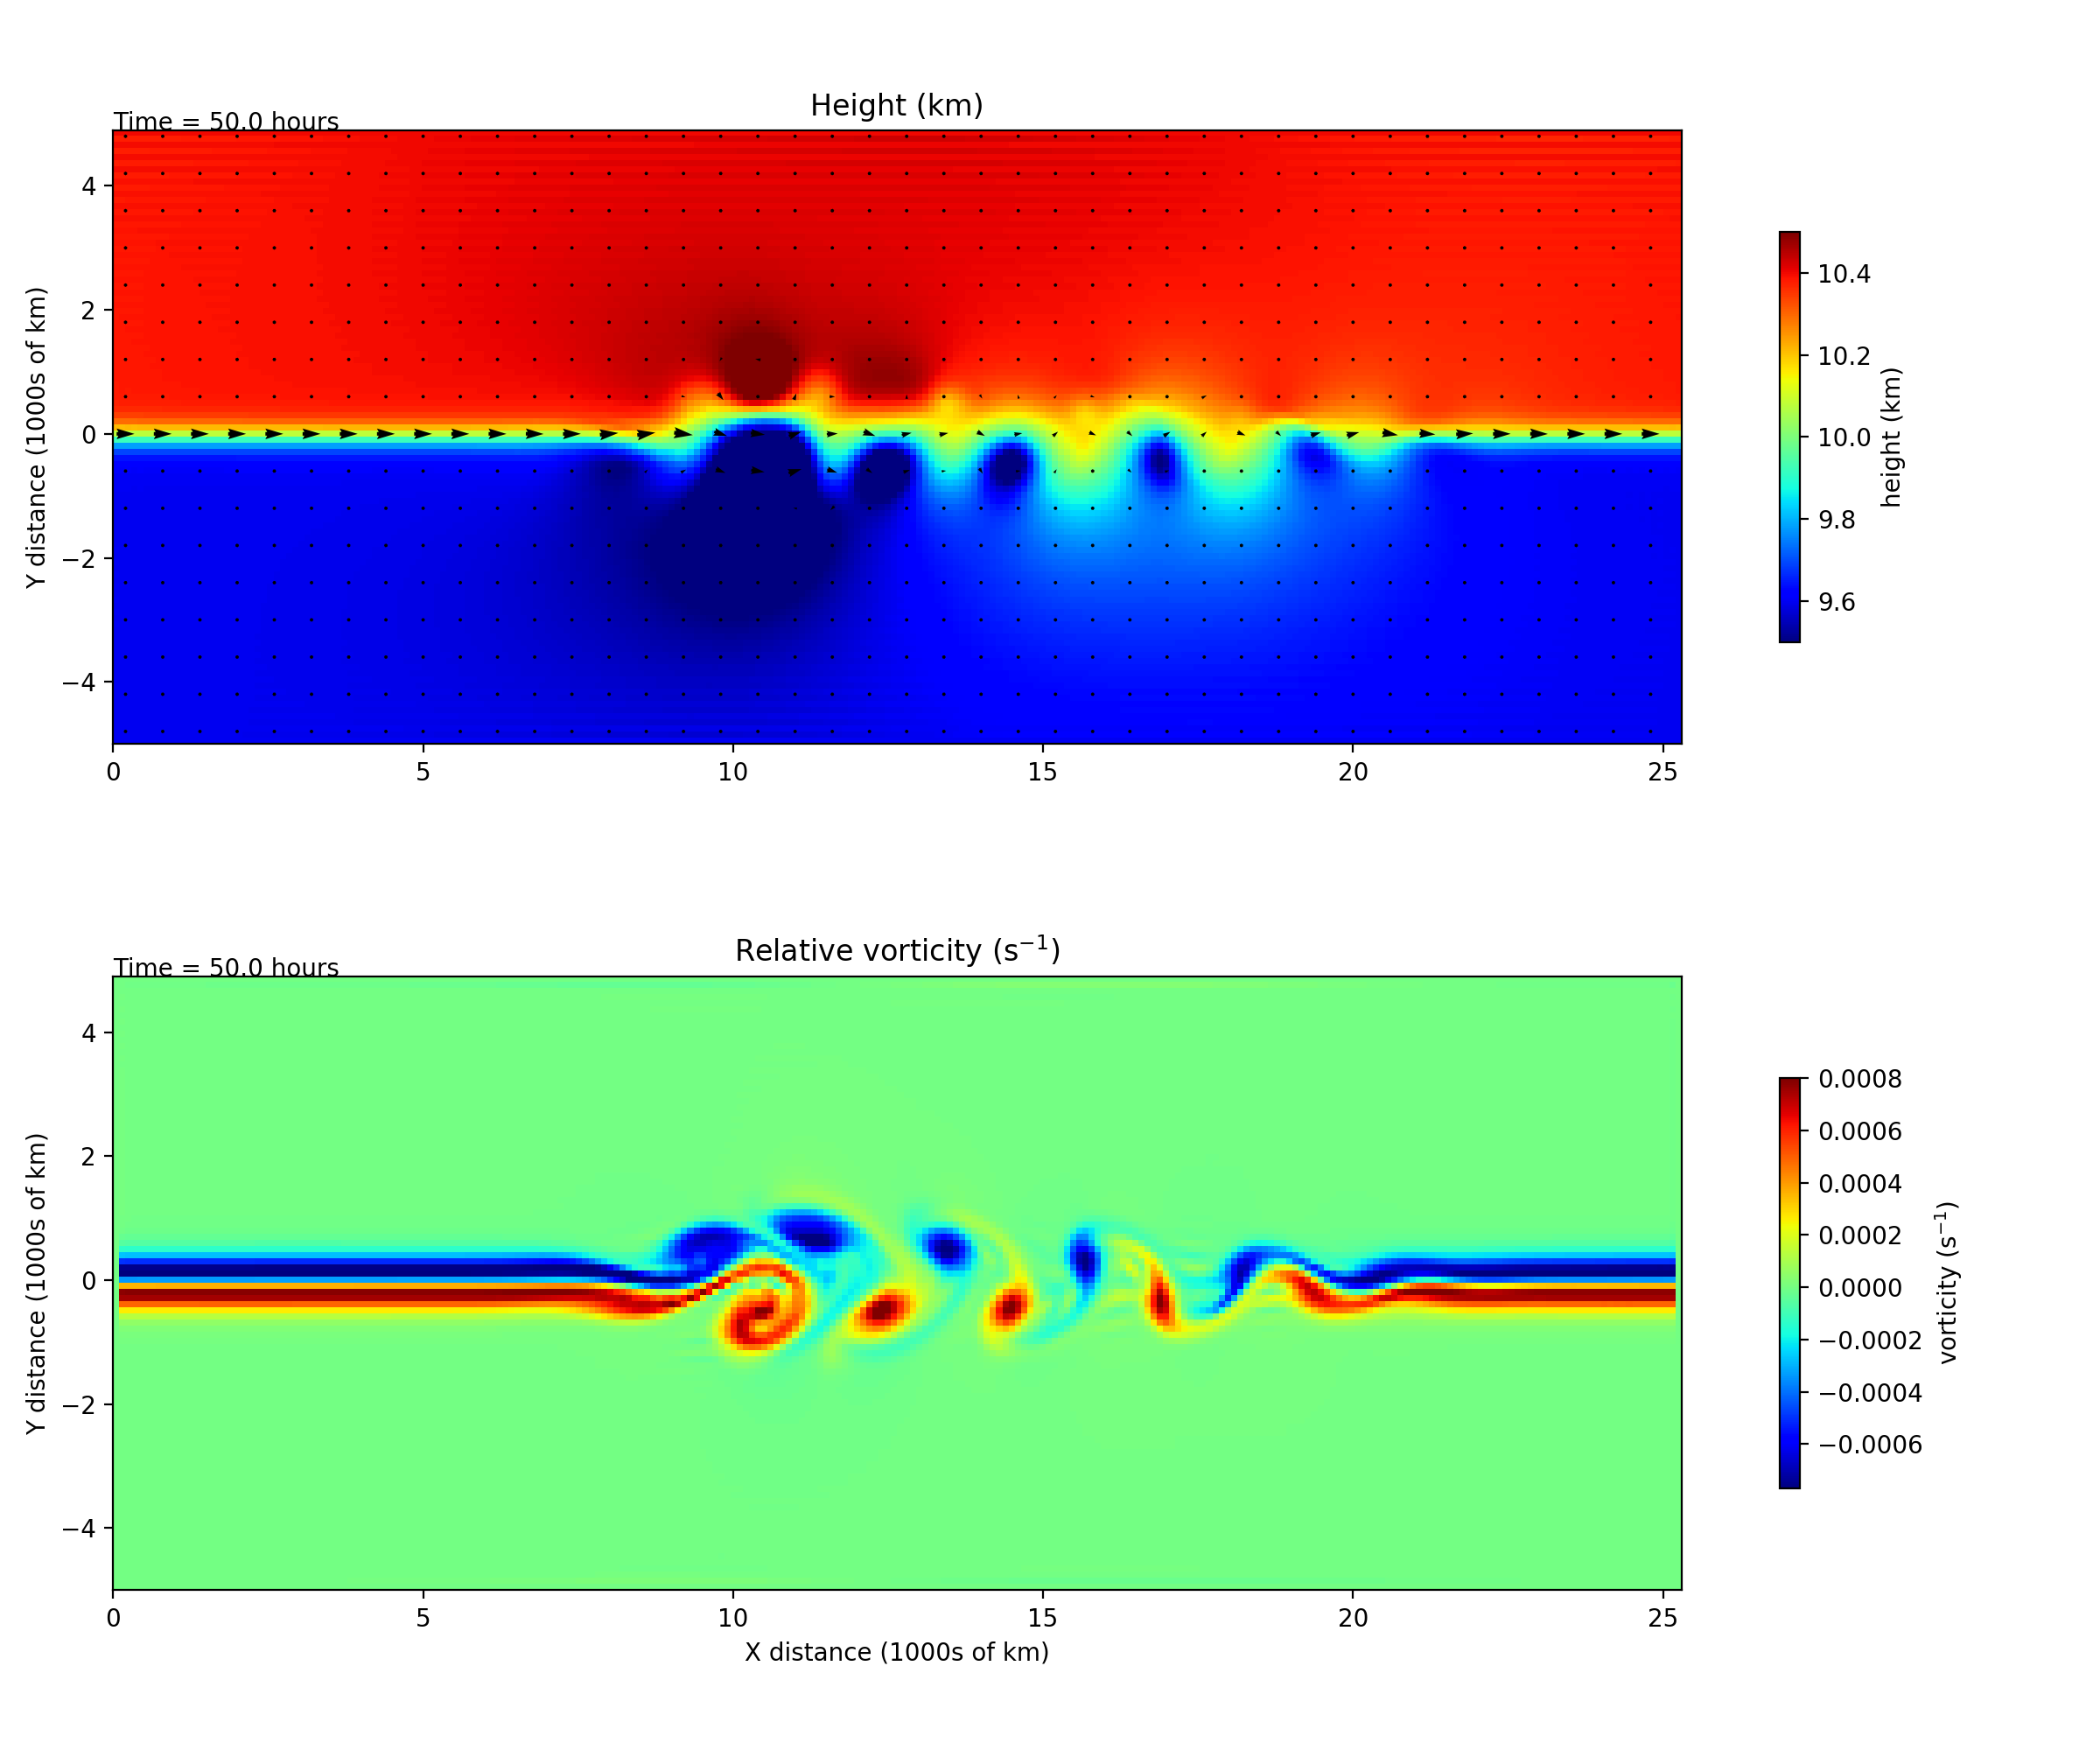 Height (km)
Time = 50.0 hours
Y distance (1000s of km)
4
2
0
−2
−4
0 5 10 15 20 25
10.4
10.2
10.0
9.8
9.6
height (km)
Relative vorticity (s⁻¹)
Time = 50.0 hours
Y distance (1000s of km)
4
2
0
−2
−4
0 5 10 15 20 25
X distance (1000s of km)
0.0008
0.0006
0.0004
0.0002
0.0000
−0.0002
−0.0004
−0.0006
vorticity (s⁻¹)